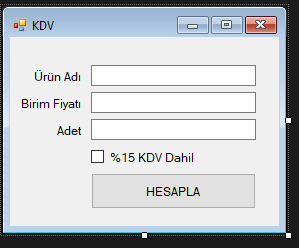 KDV
Ürün Adı
Birim Fiyatı
Adet
%15 KDV Dahil
HESAPLA